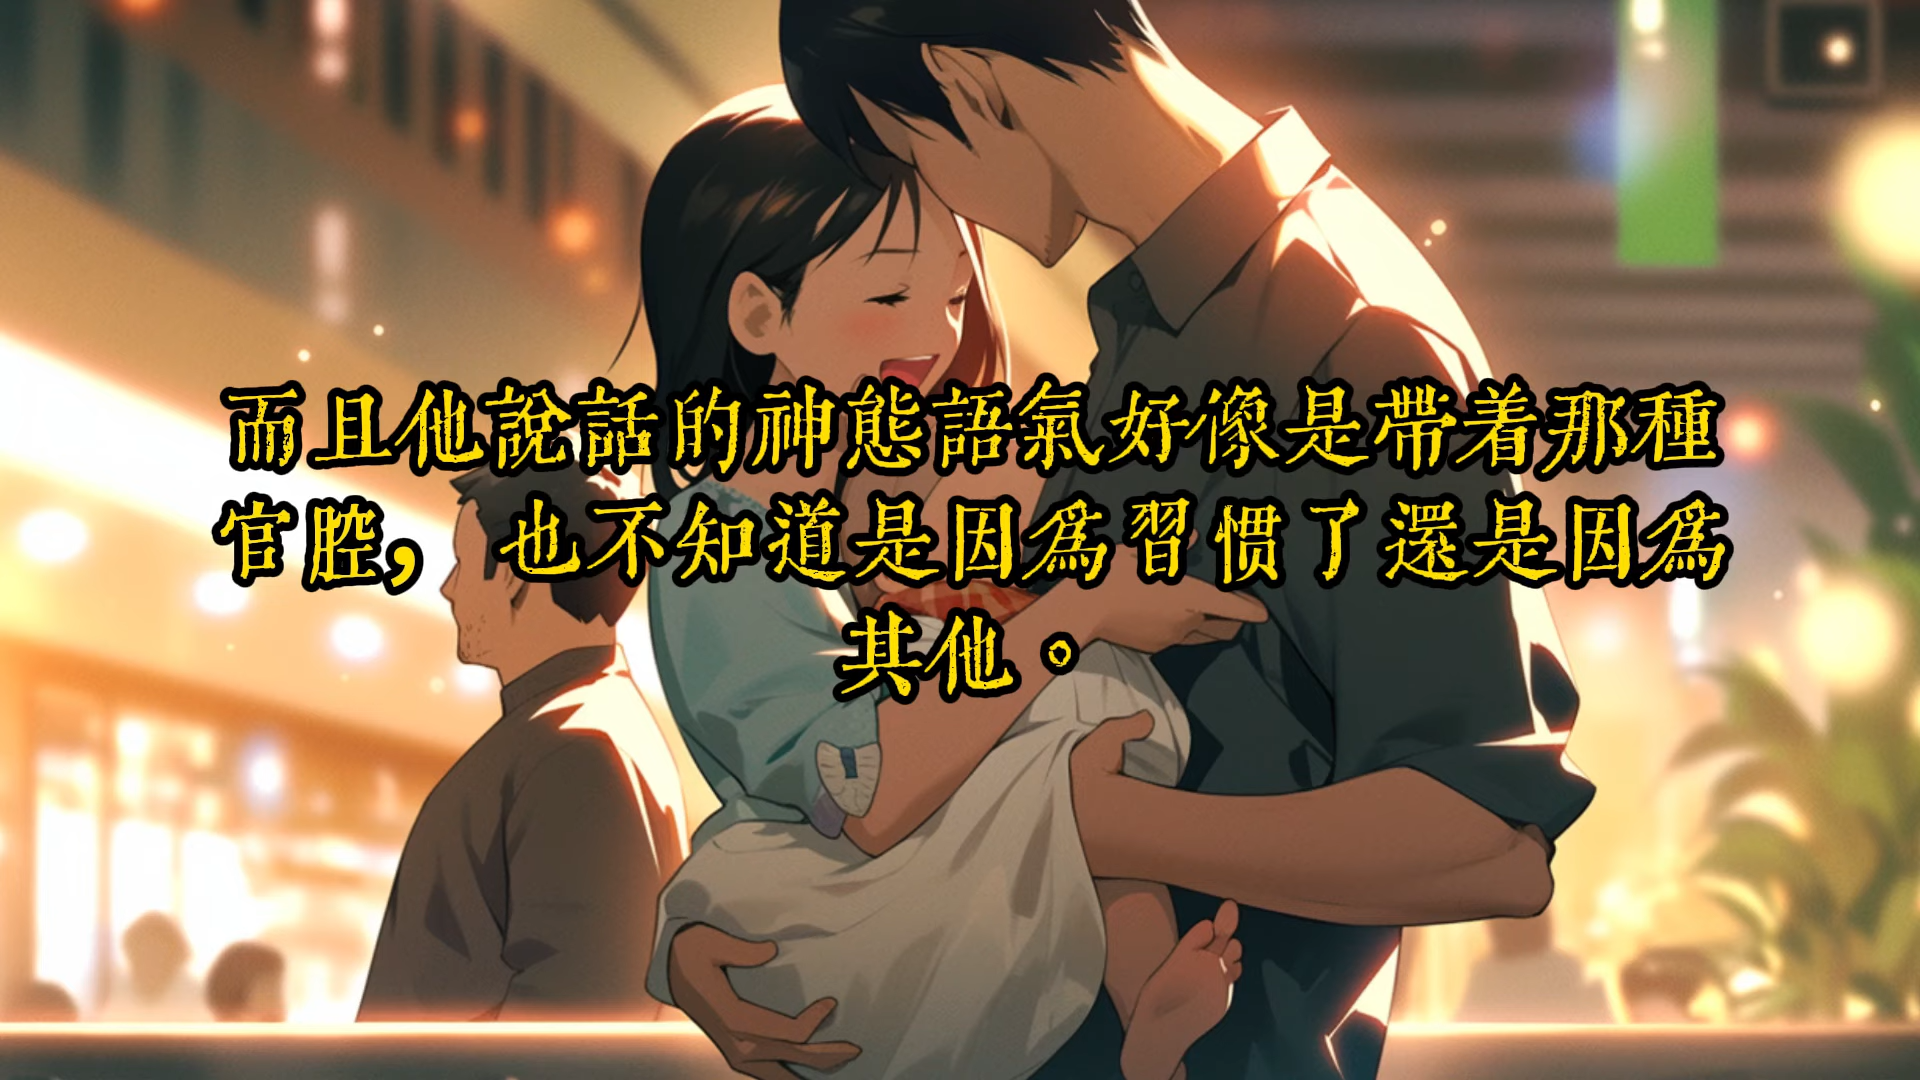 而且他說話的神態語氣好像是帶着那種
官腔，也不知道是因爲習惯了還是因爲
其他。